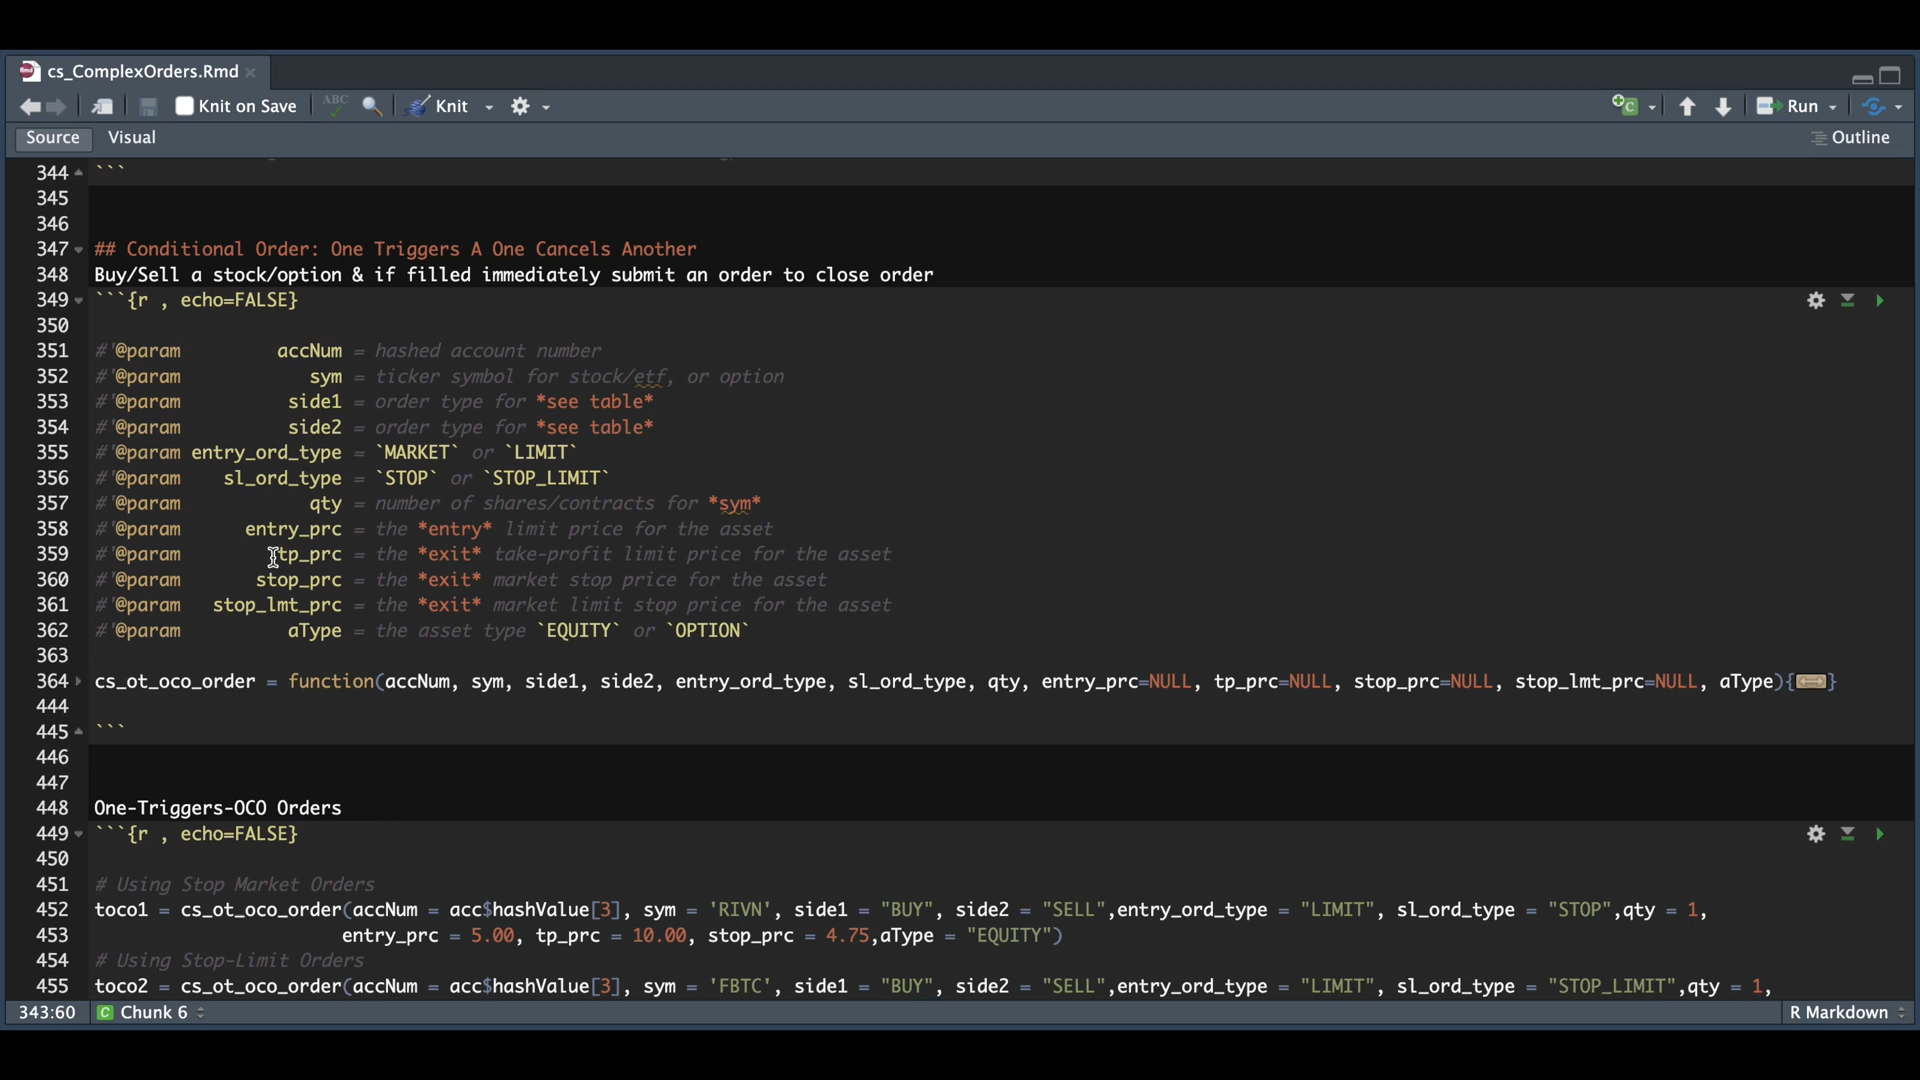 cs_ComplexOrders.Rmd
Knit on Save ABC Knit Run
Source Visual Outline
344 ```
345
346
347 ## Conditional Order: One Triggers A One Cancels Another
348 Buy/Sell a stock/option & if filled immediately submit an order to close order
349 ```{r , echo=FALSE}
350
351 #'@param accNum = hashed account number
352 #'@param sym = ticker symbol for stock/etf, or option
353 #'@param side1 = order type for *see table*
354 #'@param side2 = order type for *see table*
355 #'@param entry_ord_type = `MARKET` or `LIMIT`
356 #'@param sl_ord_type = `STOP` or `STOP_LIMIT`
357 #'@param qty = number of shares/contracts for *sym*
358 #'@param entry_prc = the *entry* limit price for the asset
359 #'@param tp_prc = the *exit* take-profit limit price for the asset
360 #'@param stop_prc = the *exit* market stop price for the asset
361 #'@param stop_lmt_prc = the *exit* market limit stop price for the asset
362 #'@param aType = the asset type `EQUITY` or `OPTION`
363
364 cs_ot_oco_order = function(accNum, sym, side1, side2, entry_ord_type, sl_ord_type, qty, entry_prc=NULL, tp_prc=NULL, stop_prc=NULL, stop_lmt_prc=NULL, aType){}
444
445 ```
446
447
448 One-Triggers-OCO Orders
449 ```{r , echo=FALSE}
450
451 # Using Stop Market Orders
452 toco1 = cs_ot_oco_order(accNum = acc$hashValue[3], sym = 'RIVN', side1 = "BUY", side2 = "SELL",entry_ord_type = "LIMIT", sl_ord_type = "STOP",qty = 1,
453 entry_prc = 5.00, tp_prc = 10.00, stop_prc = 4.75,aType = "EQUITY")
454 # Using Stop-Limit Orders
455 toco2 = cs_ot_oco_order(accNum = acc$hashValue[3], sym = 'FBTC', side1 = "BUY", side2 = "SELL",entry_ord_type = "LIMIT", sl_ord_type = "STOP_LIMIT",qty = 1,
343:60 C Chunk 6 R Markdown